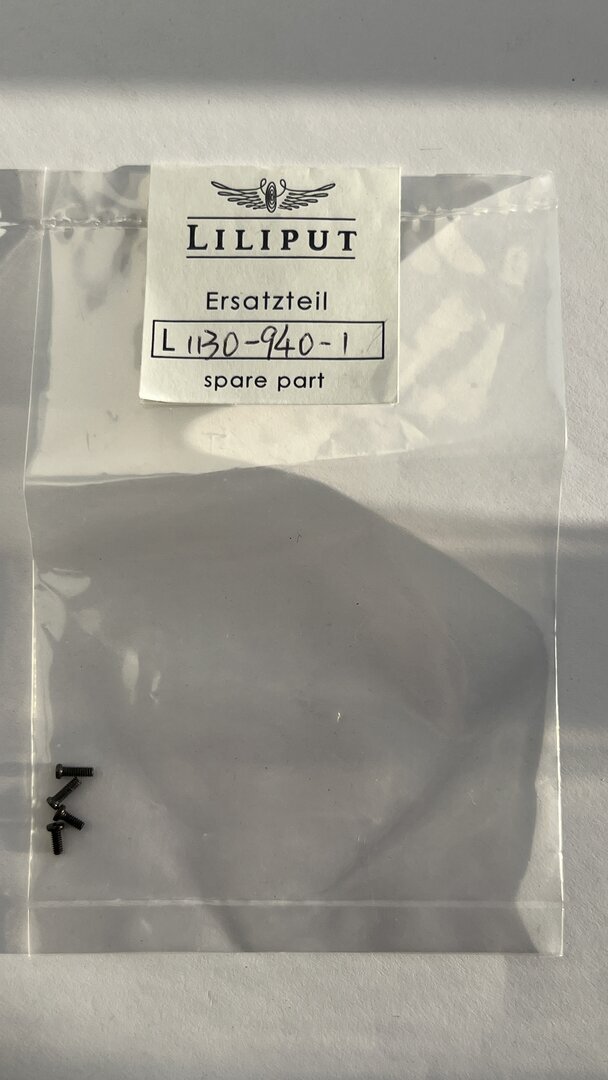 LILIPUT
Ersatzteil
L 1130-940-1
spare part